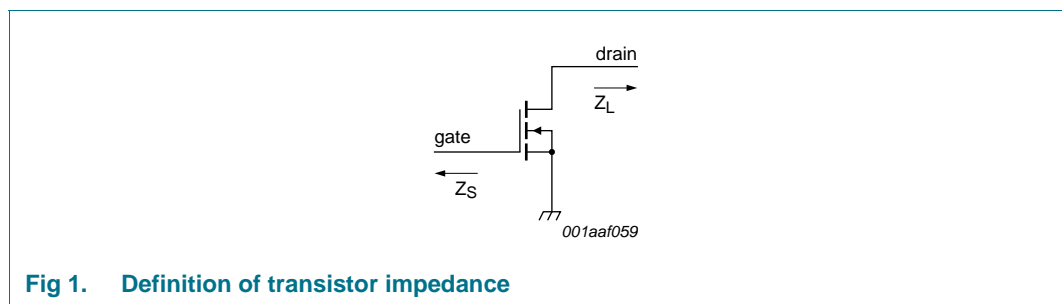 drain
Z_L
gate
Z_S
001aaf059
Fig 1. Definition of transistor impedance